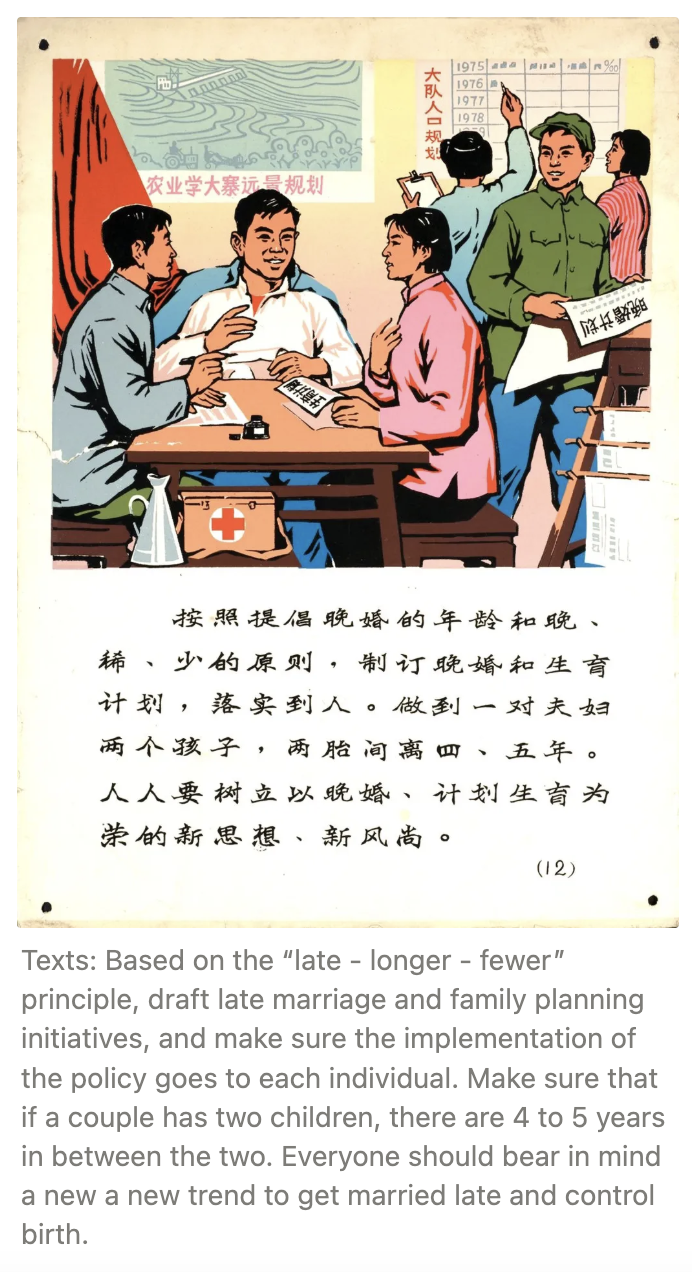 大队人口规划
1975
‰
1976
1977
1978
农业学大寨远景规划
晚婚计划
生育计划
按照提倡晚婚的年龄和晚、
稀、少的原则，制订晚婚和生育
计划，落实到人。做到一对夫妇
两个孩子，两胎间离四、五年。
人人要树立以晚婚、计划生育为
荣的新思想、新风尚。
(12)
Texts: Based on the “late - longer - fewer”
principle, draft late marriage and family planning
initiatives, and make sure the implementation of
the policy goes to each individual. Make sure that
if a couple has two children, there are 4 to 5 years
in between the two. Everyone should bear in mind
a new a new trend to get married late and control
birth.